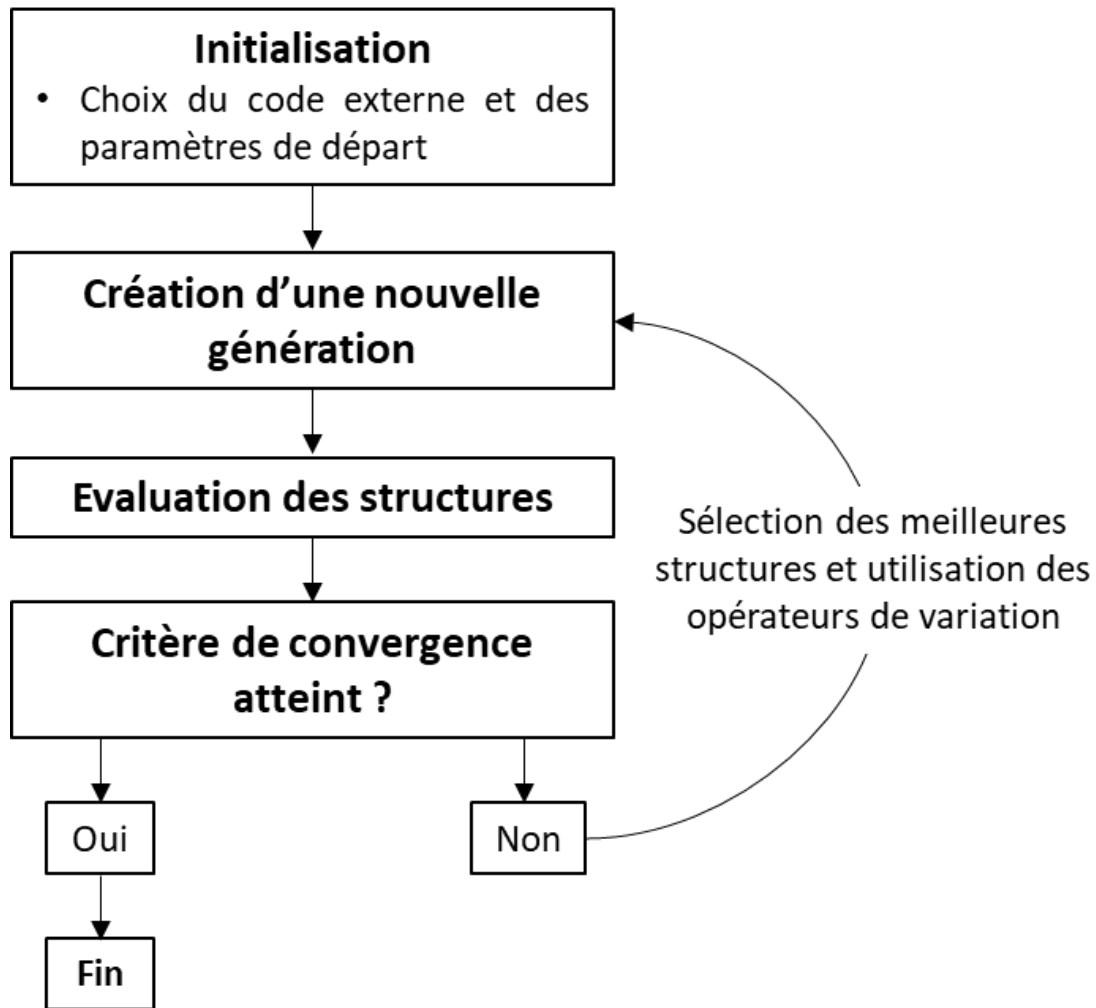 Initialisation
• Choix du code externe et des
paramètres de départ
Création d’une nouvelle
génération
Evaluation des structures
Sélection des meilleures
structures et utilisation des
opérateurs de variation
Critère de convergence
atteint ?
Oui
Non
Fin